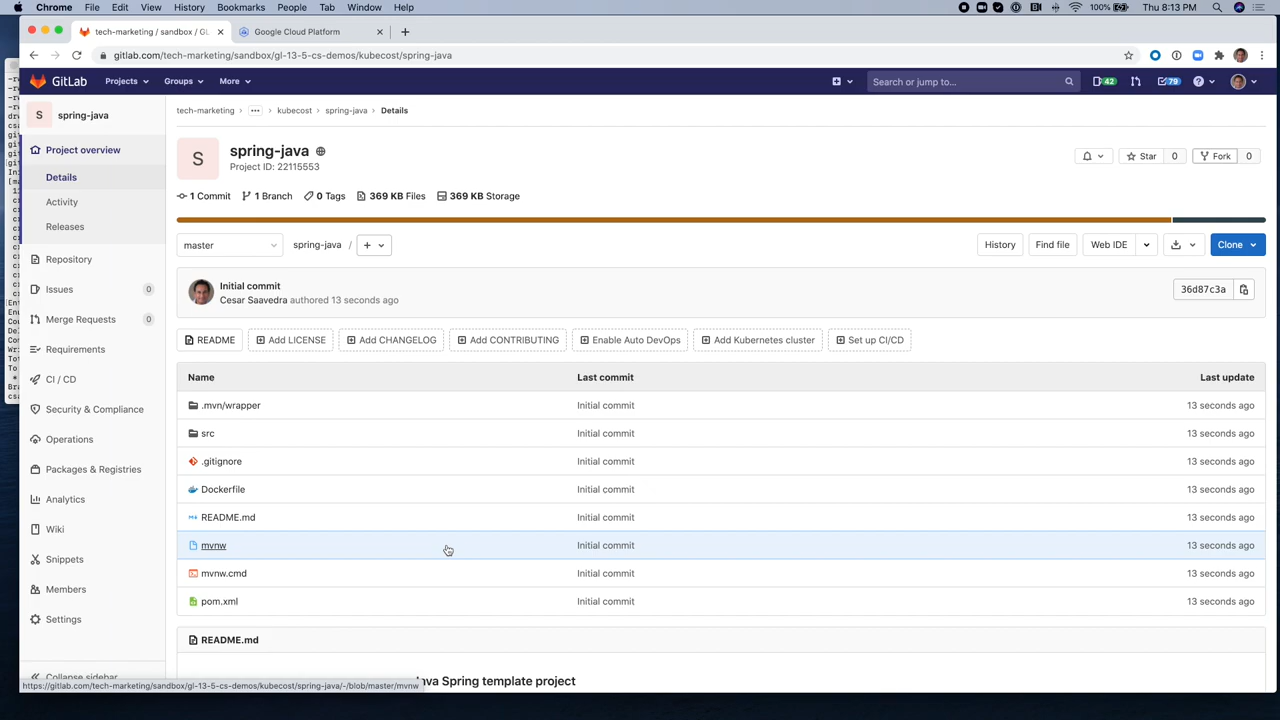 Chrome File Edit View History Bookmarks People Tab Window Help 100% Thu 8:13 PM
tech-marketing / sandbox / GL × Google Cloud Platform × +
gitlab.com/tech-marketing/sandbox/gl-13-5-cs-demos/kubecost/spring-java
GitLab Projects Groups More Search or jump to... 42 79
S spring-java
Project overview
Details
Activity
Releases
Repository
Issues 0
Merge Requests 0
Requirements
CI / CD
Security & Compliance
Operations
Packages & Registries
Analytics
Wiki
Snippets
Members
Settings
Collapse sidebar
tech-marketing ... kubecost spring-java Details
S spring-java
Project ID: 22115553
Star 0 Fork 0
1 Commit 1 Branch 0 Tags 369 KB Files 369 KB Storage
master spring-java / + History Find file Web IDE Clone
Initial commit
Cesar Saavedra authored 13 seconds ago
36d87c3a
README Add LICENSE Add CHANGELOG Add CONTRIBUTING Enable Auto DevOps Add Kubernetes cluster Set up CI/CD
Name Last commit Last update
.mvn/wrapper Initial commit 13 seconds ago
src Initial commit 13 seconds ago
.gitignore Initial commit 13 seconds ago
Dockerfile Initial commit 13 seconds ago
README.md Initial commit 13 seconds ago
mvnw Initial commit 13 seconds ago
mvnw.cmd Initial commit 13 seconds ago
pom.xml Initial commit 13 seconds ago
README.md
Java Spring template project
https://gitlab.com/tech-marketing/sandbox/gl-13-5-cs-demos/kubecost/spring-java/-/blob/master/mvnw